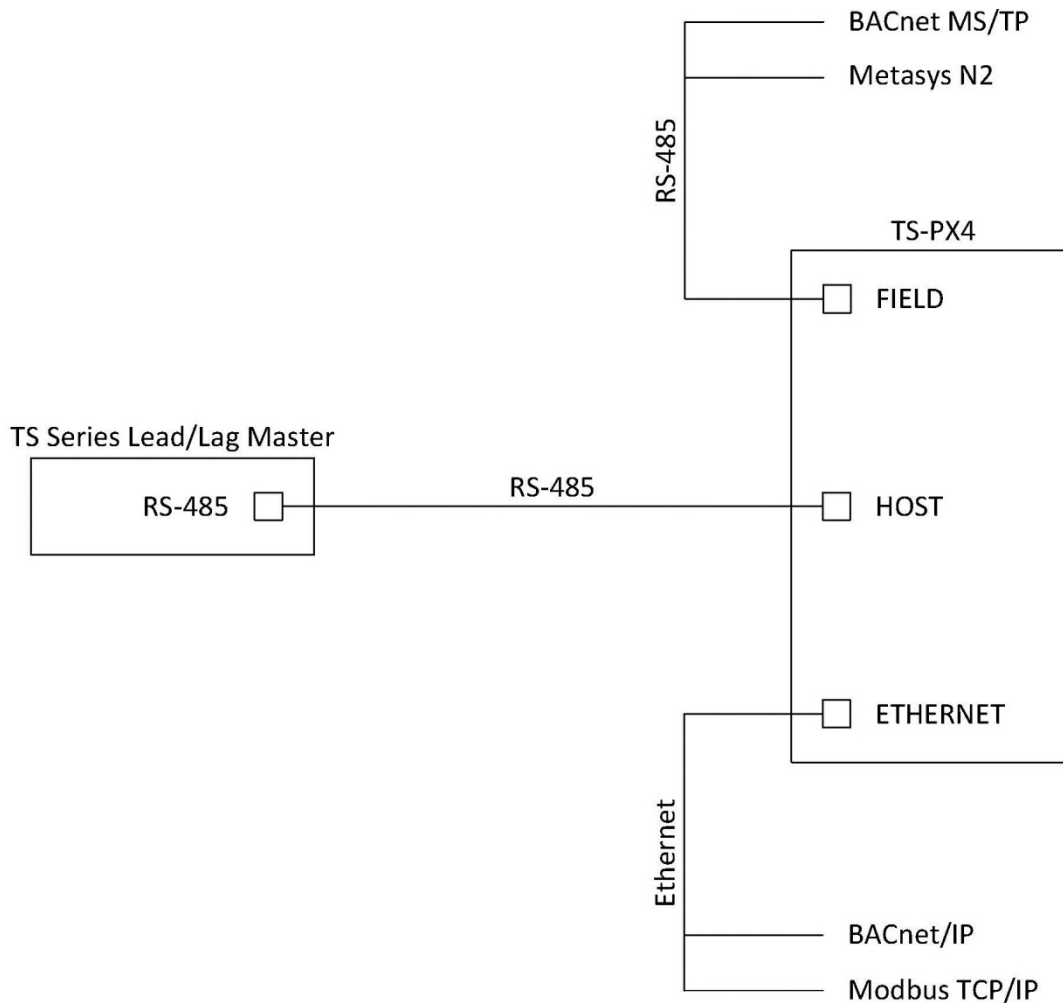 BACnet MS/TP
Metasys N2
RS-485
TS-PX4
FIELD
TS Series Lead/Lag Master
RS-485
RS-485
HOST
ETHERNET
Ethernet
BACnet/IP
Modbus TCP/IP